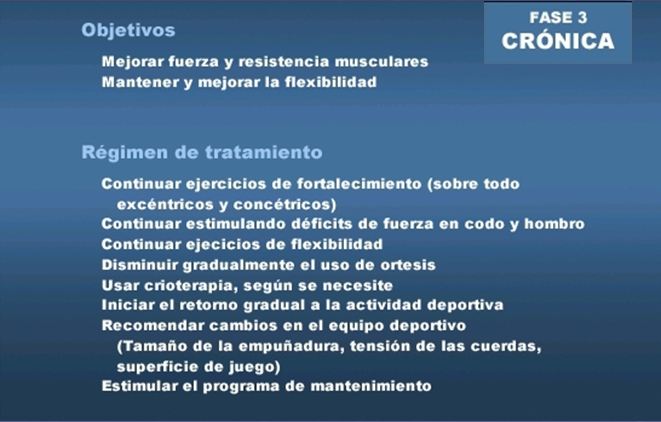 FASE 3
CRÓNICA
Objetivos
Mejorar fuerza y resistencia musculares
Mantener y mejorar la flexibilidad
Régimen de tratamiento
Continuar ejercicios de fortalecimiento (sobre todo
excéntricos y concétricos)
Continuar estimulando déficits de fuerza en codo y hombro
Continuar ejecicios de flexibilidad
Disminuir gradualmente el uso de ortesis
Usar crioterapia, según se necesite
Iniciar el retorno gradual a la actividad deportiva
Recomendar cambios en el equipo deportivo
(Tamaño de la empuñadura, tensión de las cuerdas,
superficie de juego)
Estimular el programa de mantenimiento